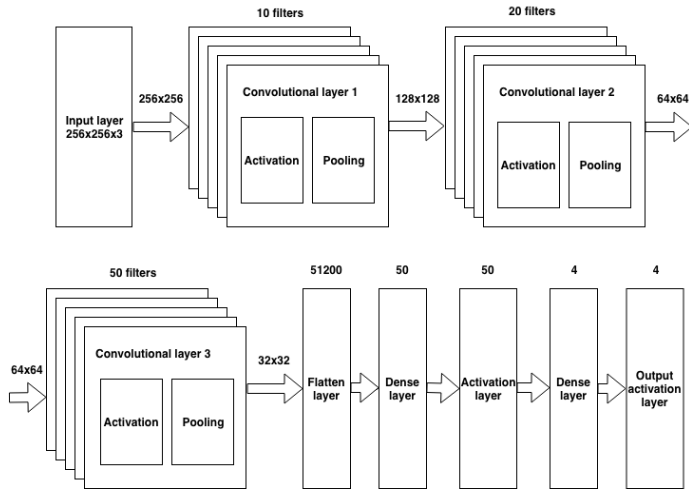 10 filters
20 filters
Input layer
256x256x3
256x256
Convolutional layer 1
Activation
Pooling
128x128
Convolutional layer 2
Activation
Pooling
64x64
50 filters
64x64
Convolutional layer 3
Activation
Pooling
32x32
51200
Flatten
layer
50
Dense
layer
50
Activation
layer
4
Dense
layer
4
Output
activation
layer